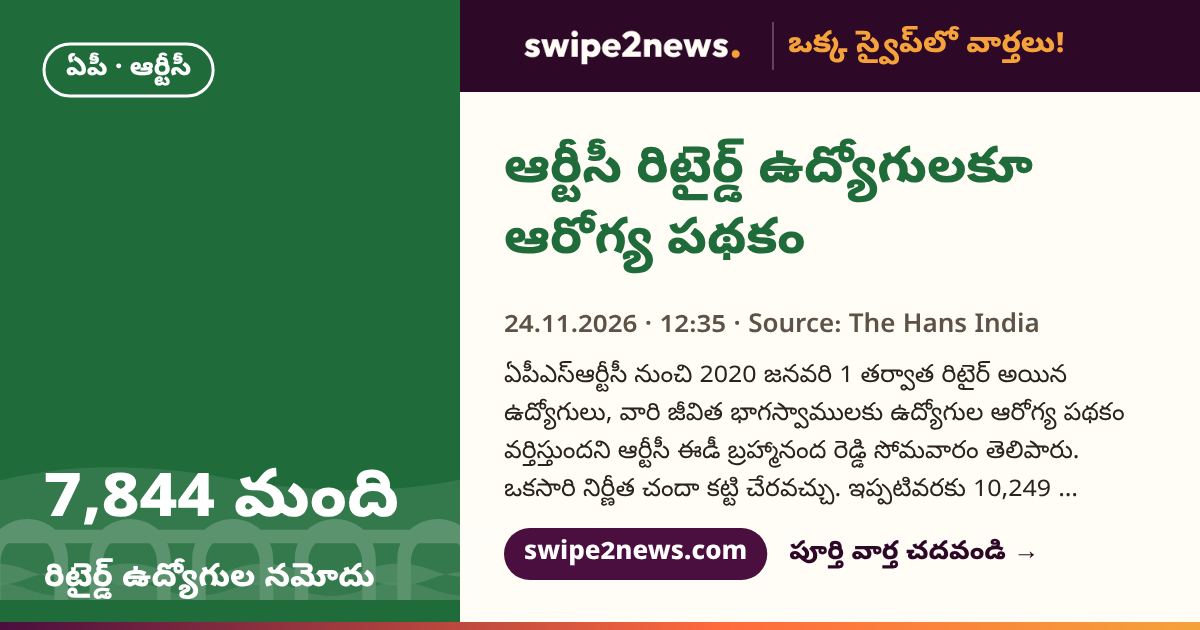 ఏపీ · ఆర్టీసీ
7,844 మంది
రిటైర్డ్ ఉద్యోగుల నమోదు
swipe2news.
ఒక్క స్వైప్‌లో వార్తలు!
ఆర్టీసీ రిటైర్డ్ ఉద్యోగులకూ
ఆరోగ్య పథకం
24.11.2026 · 12:35 · Source: The Hans India
ఏపీఎస్ఆర్టీసీ నుంచి 2020 జనవరి 1 తర్వాత రిటైర్ అయిన
ఉద్యోగులు, వారి జీవిత భాగస్వాములకు ఉద్యోగుల ఆరోగ్య పథకం
వర్తిస్తుందని ఆర్టీసీ ఈడీ బ్రహ్మానంద రెడ్డి సోమవారం తెలిపారు.
ఒకసారి నిర్ణీత చందా కట్టి చేరవచ్చు. ఇప్పటివరకు 10,249 ...
swipe2news.com
పూర్తి వార్త చదవండి →